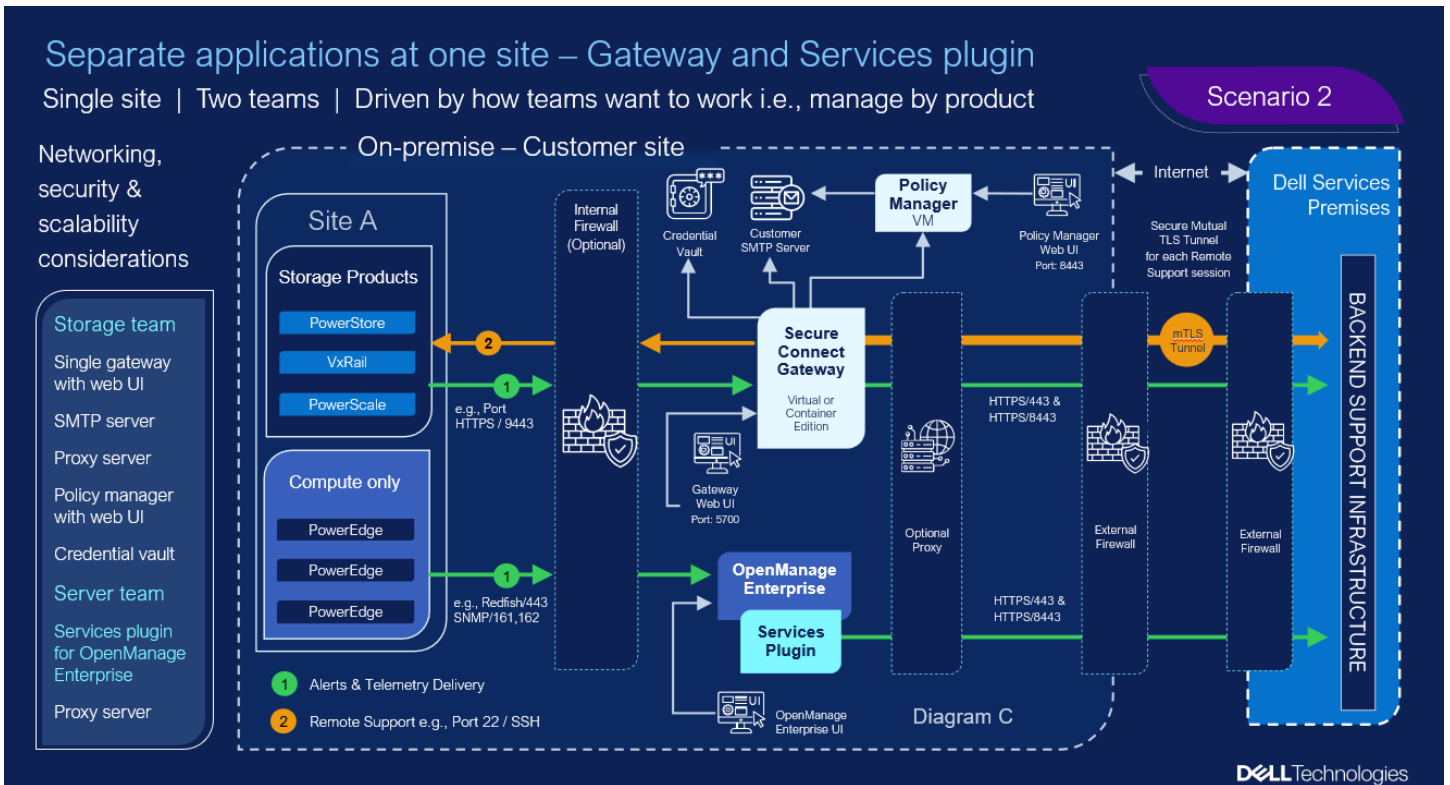 Separate applications at one site – Gateway and Services plugin
Single site | Two teams | Driven by how teams want to work i.e., manage by product
Scenario 2
Networking,
security &
scalability
considerations
Storage team
Single gateway
with web UI
SMTP server
Proxy server
Policy manager
with web UI
Credential vault
Server team
Services plugin
for OpenManage
Enterprise
Proxy server
On-premise – Customer site
Site A
Storage Products
PowerStore
VxRail
PowerScale
Compute only
PowerEdge
PowerEdge
PowerEdge
1 Alerts & Telemetry Delivery
2 Remote Support e.g., Port 22 / SSH
2
1
e.g., Port
HTTPS / 9443
1
e.g., Redfish/443
SNMP/161,162
Internal
Firewall
(Optional)
***
Credential
Vault
Customer
SMTP Server
Policy
Manager
VM
UI
Policy Manager
Web UI
Port: 8443
Secure
Connect
Gateway
Virtual or
Container
Edition
UI
Gateway
Web UI
Port: 5700
OpenManage
Enterprise
Services
Plugin
UI
OpenManage
Enterprise UI
Optional
Proxy
HTTPS/443 &
HTTPS/8443
HTTPS/443 &
HTTPS/8443
Diagram C
External
Firewall
Internet
Secure Mutual
TLS Tunnel
for each Remote
Support session
mTLS
Tunnel
External
Firewall
Dell Services
Premises
BACKEND SUPPORT INFRASTRUCTURE
DELLTechnologies